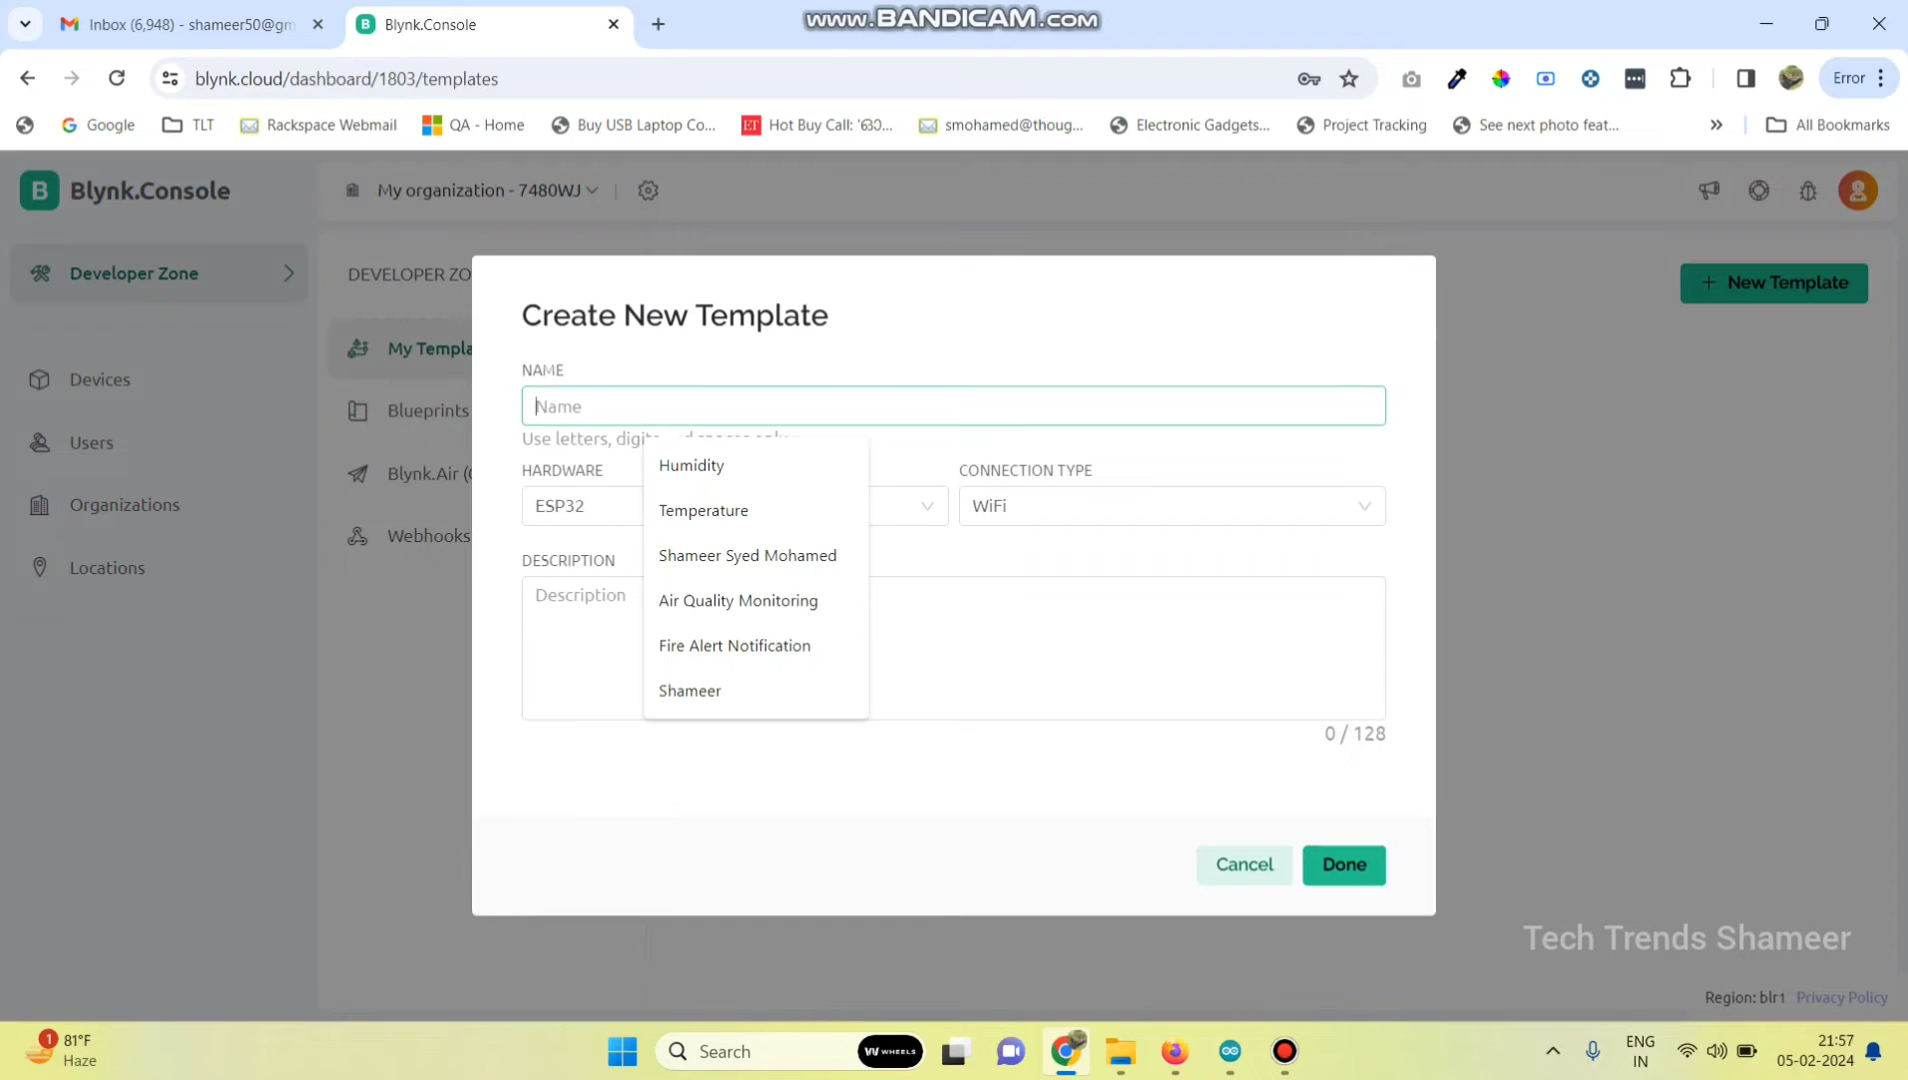 Inbox (6,948) - shameer50@gm
Blynk.Console
www.BANDICAM.com
blynk.cloud/dashboard/1803/templates
Error
Google
TLT
Rackspace Webmail
QA - Home
Buy USB Laptop Co...
Hot Buy Call: '630...
smohamed@thoug...
Electronic Gadgets...
Project Tracking
See next photo feat...
All Bookmarks
B Blynk.Console
My organization - 7480WJ
Developer Zone
DEVELOPER ZO
New Template
Devices
Users
Organizations
Locations
My Templa
Blueprints
Blynk.Air (
Webhooks
Create New Template
NAME
Name
Use letters, digits
HARDWARE
CONNECTION TYPE
ESP32
WiFi
DESCRIPTION
Description
Humidity
Temperature
Shameer Syed Mohamed
Air Quality Monitoring
Fire Alert Notification
Shameer
0 / 128
Cancel
Done
Tech Trends Shameer
Region: blr1 Privacy Policy
1
81°F
Haze
Search
WHEELS
ENG
IN
21:57
05-02-2024